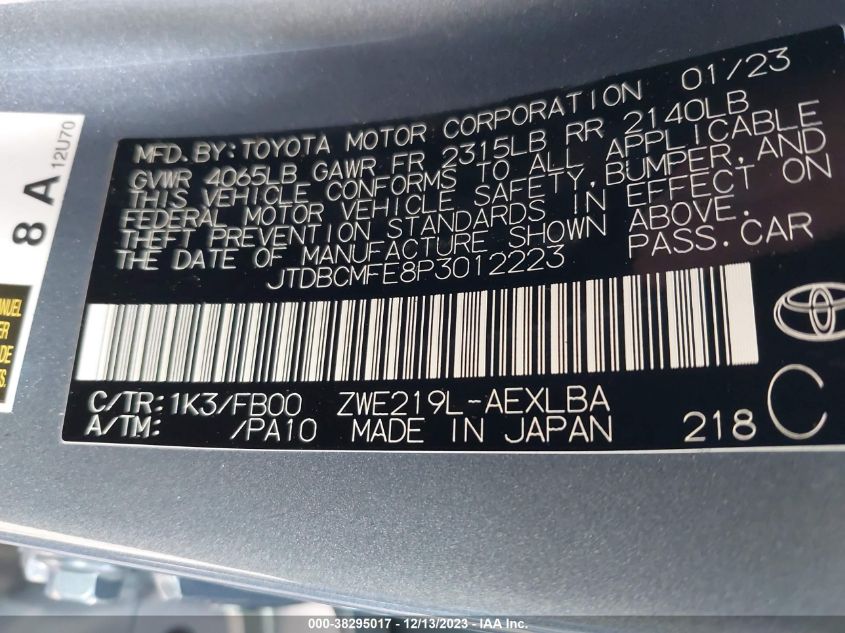 8 A
12U70
MFD. BY: TOYOTA MOTOR CORPORATION 01/23
GVWR 4065LB GAWR FR 2315LB RR 2140LB
THIS VEHICLE CONFORMS TO ALL APPLICABLE
FEDERAL MOTOR VEHICLE SAFETY, BUMPER, AND
THEFT PREVENTION STANDARDS IN EFFECT ON
THE DATE OF MANUFACTURE SHOWN ABOVE.
JTDBCMFE8P3012223 PASS. CAR
C/TR: 1K3/FB00 ZWE219L-AEXLBA
A/TM: /PA10 MADE IN JAPAN 218 C
000-38295017 - 12/13/2023 - IAA Inc.